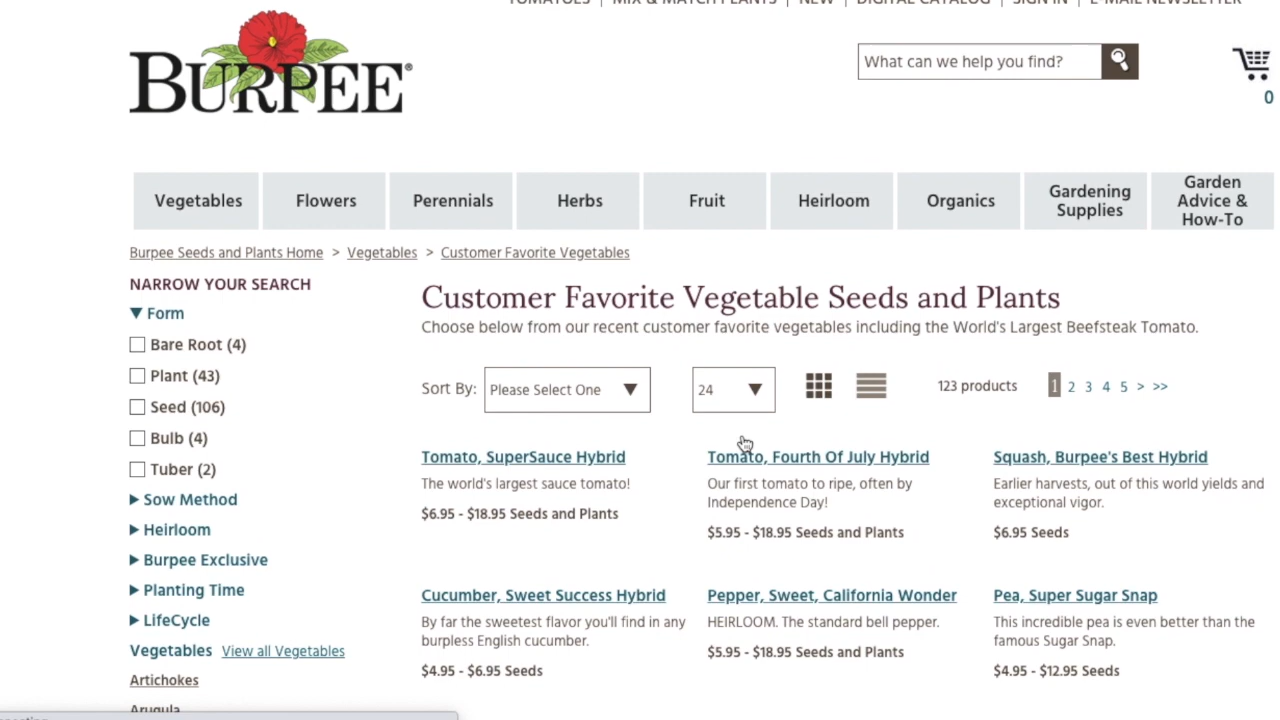 TOMATOES | MIX & MATCH PLANTS | NEW | DIGITAL CATALOG | SIGN IN | E-MAIL NEWSLETTER
BURPEE®
What can we help you find?
0
Vegetables
Flowers
Perennials
Herbs
Fruit
Heirloom
Organics
Gardening
Supplies
Garden
Advice &
How-To
Burpee Seeds and Plants Home > Vegetables > Customer Favorite Vegetables
NARROW YOUR SEARCH
Form
Bare Root (4)
Plant (43)
Seed (106)
Bulb (4)
Tuber (2)
Sow Method
Heirloom
Burpee Exclusive
Planting Time
LifeCycle
Vegetables View all Vegetables
Artichokes
Arugula
Customer Favorite Vegetable Seeds and Plants
Choose below from our recent customer favorite vegetables including the World's Largest Beefsteak Tomato.
Sort By: Please Select One 24 123 products 1 2 3 4 5 > >>
Tomato, SuperSauce Hybrid
The world's largest sauce tomato!
$6.95 - $18.95 Seeds and Plants
Tomato, Fourth Of July Hybrid
Our first tomato to ripe, often by
Independence Day!
$5.95 - $18.95 Seeds and Plants
Squash, Burpee's Best Hybrid
Earlier harvests, out of this world yields and
exceptional vigor.
$6.95 Seeds
Cucumber, Sweet Success Hybrid
By far the sweetest flavor you'll find in any
burpless English cucumber.
$4.95 - $6.95 Seeds
Pepper, Sweet, California Wonder
HEIRLOOM. The standard bell pepper.
$5.95 - $18.95 Seeds and Plants
Pea, Super Sugar Snap
This incredible pea is even better than the
famous Sugar Snap.
$4.95 - $12.95 Seeds